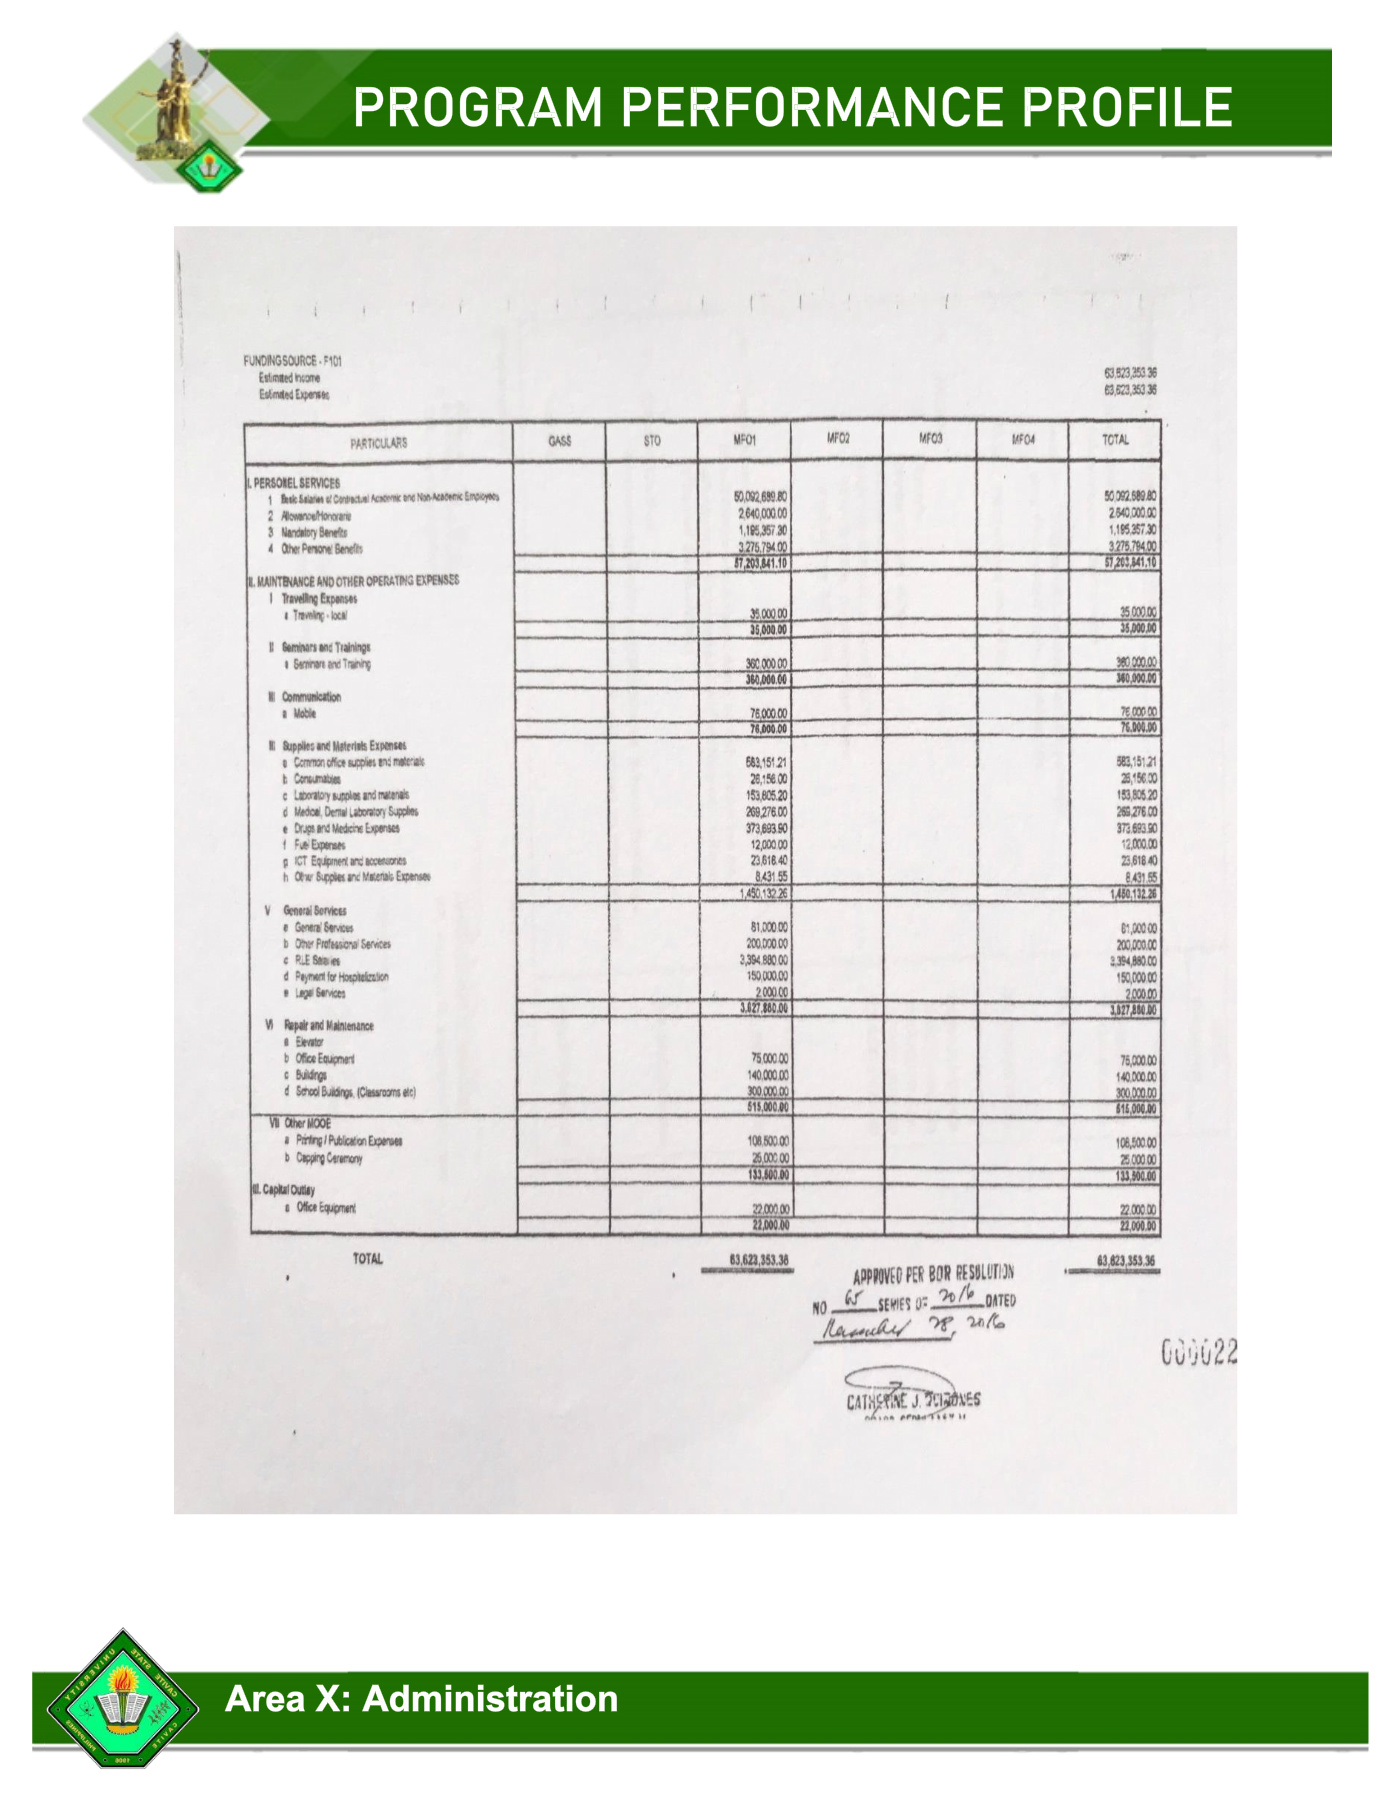 PROGRAM PERFORMANCE PROFILE
FUNDING SOURCE - F101
Estimated Income 63,623,353.36
Estimated Expenses 63,623,353.36
PARTICULARS GASS STO MFO1 MFO2 MFO3 MFO4 TOTAL
I. PERSONEL SERVICES
1 Basic Salaries of Contractual Academic and Non-Academic Employees 50,092,689.80 50,092,689.80
2 Allowance/Honoraria 2,640,000.00 2,640,000.00
3 Mandatory Benefits 1,195,357.30 1,195,357.30
4 Other Personel Benefits 3,275,794.00 3,275,794.00
57,203,841.10 57,203,841.10
II. MAINTENANCE AND OTHER OPERATING EXPENSES
I Travelling Expenses
a Traveling - local 35,000.00 35,000.00
35,000.00 35,000.00
II Seminars and Trainings
a Seminars and Training 360,000.00 360,000.00
360,000.00 360,000.00
III Communication
a Mobile 76,000.00 76,000.00
76,000.00 76,000.00
III Supplies and Materials Expenses
a Common office supplies and materials 583,151.21 583,151.21
b Consumables 26,156.00 26,156.00
c Laboratory supplies and materials 153,805.20 153,805.20
d Medical, Dental Laboratory Supplies 269,276.00 269,276.00
e Drugs and Medicine Expenses 373,693.90 373,693.90
f Fuel Expenses 12,000.00 12,000.00
g ICT Equipment and accessories 23,618.40 23,618.40
h Other Supplies and Materials Expenses 8,431.55 8,431.55
1,450,132.26 1,450,132.26
V General Services
a General Services 81,000.00 81,000.00
b Other Professional Services 200,000.00 200,000.00
c RLE Salaries 3,394,880.00 3,394,880.00
d Payment for Hospitalization 150,000.00 150,000.00
e Legal Services 2,000.00 2,000.00
3,827,880.00 3,827,880.00
VI Repair and Maintenance
a Elevator
b Office Equipment 75,000.00 75,000.00
c Buildings 140,000.00 140,000.00
d School Buildings, (Classrooms etc) 300,000.00 300,000.00
515,000.00 515,000.00
VII Other MOOE
a Printing / Publication Expenses 108,500.00 108,500.00
b Capping Ceremony 25,000.00 25,000.00
133,500.00 133,500.00
III. Capital Outlay
a Office Equipment 22,000.00 22,000.00
22,000.00 22,000.00
TOTAL 63,623,353.36 63,623,353.36
APPROVED PER BOR RESOLUTION
NO 65 SERIES OF 2016 DATED
28, 2016
000022
CATHERINE J.
Area X: Administration
CAVITE STATE UNIVERSITY
CAVITE
PHILIPPINES
1906